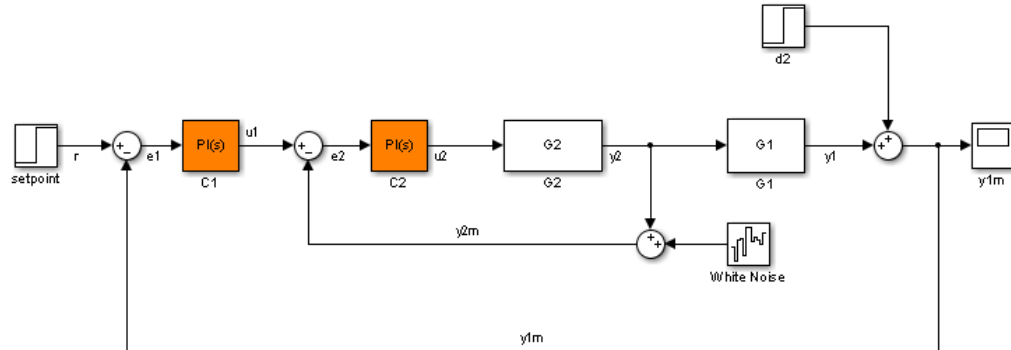 d2
setpoint
r
+
−
e1
PI(s)
C1
u1
+
−
e2
PI(s)
C2
u2
G2
G2
y2
G1
G1
y1
+
+
y1m
y2m
+
+
White Noise
y1m